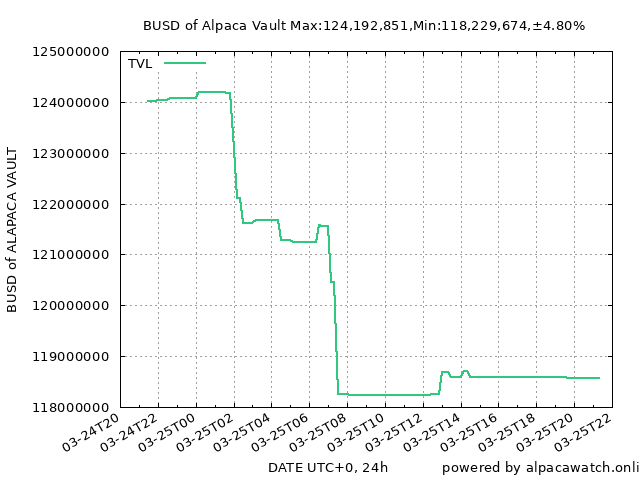 BUSD of Alpaca Vault Max:124,192,851,Min:118,229,674,±4.80%
TVL
125000000
124000000
123000000
122000000
121000000
120000000
119000000
118000000
BUSD of ALAPACA VAULT
03-24T20
03-24T22
03-25T00
03-25T02
03-25T04
03-25T06
03-25T08
03-25T10
03-25T12
03-25T14
03-25T16
03-25T18
03-25T20
03-25T22
DATE UTC+0, 24h
powered by alpacawatch.onli